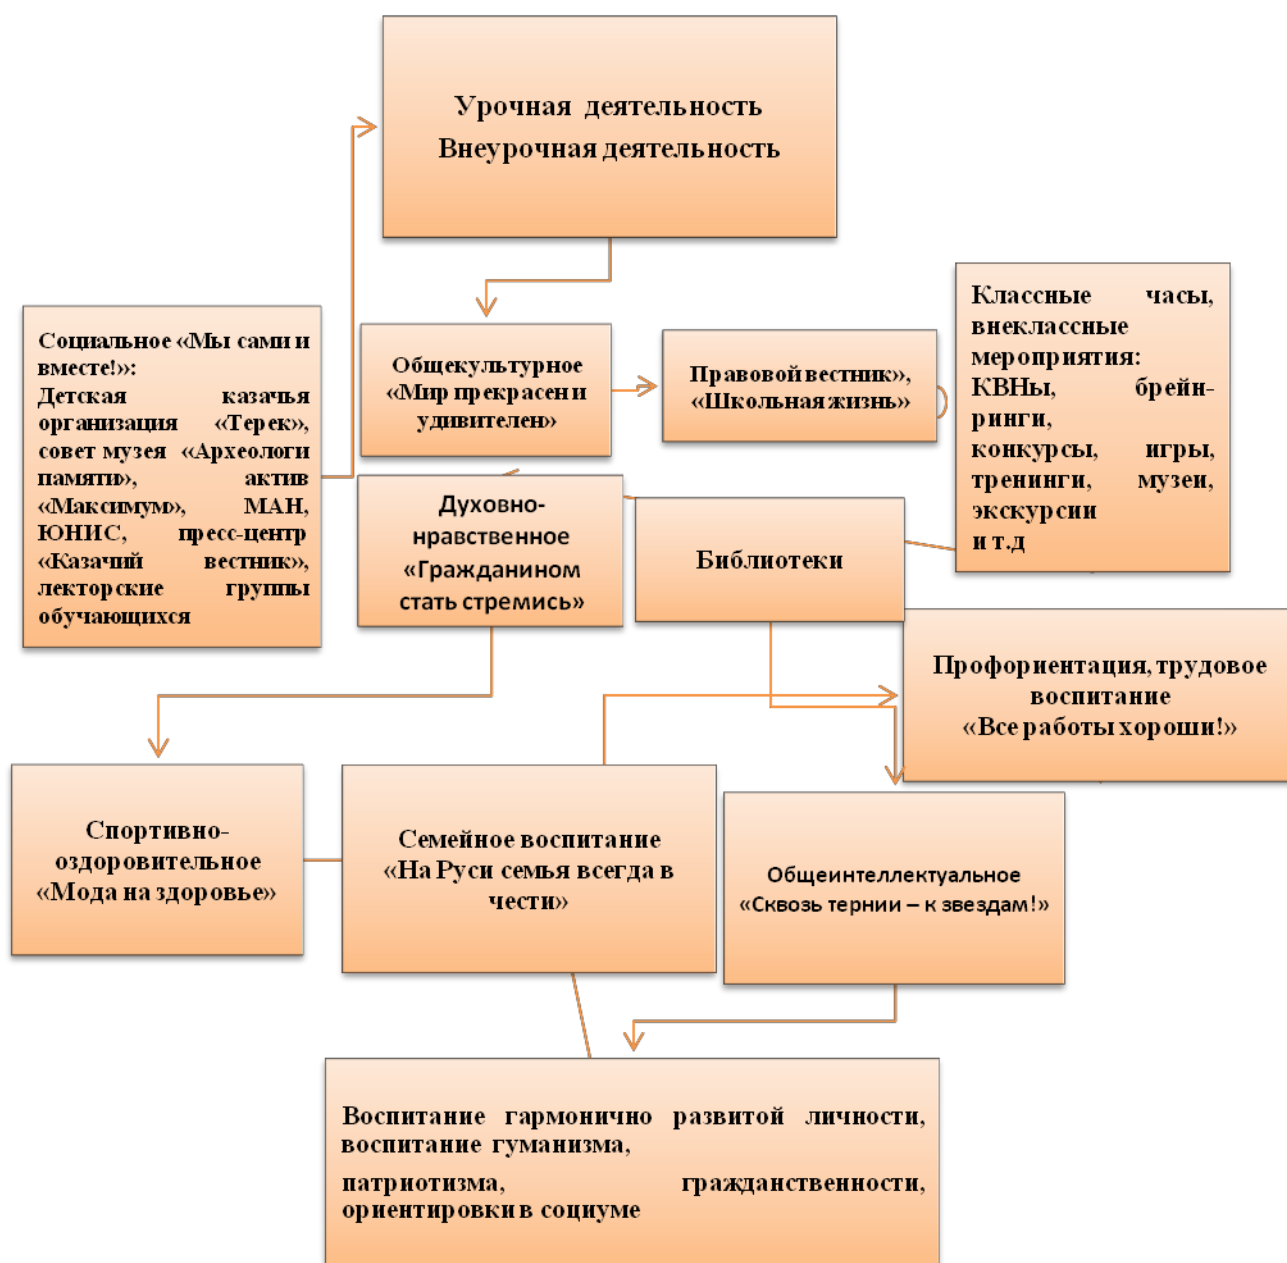 Урочная деятельность
Внеурочная деятельность
Социальное «Мы сами и
вместе!»:
Детская казачья
организация «Терек»,
совет музея «Археологи
памяти», актив
«Максимум», МАН,
ЮНИС, пресс-центр
«Казачий вестник»,
лекторские группы
обучающихся
Общекультурное
«Мир прекрасен и
удивителен»
Правовой вестник»,
«Школьная жизнь»
Классные часы,
внеклассные
мероприятия:
КВНы, брейн-
ринги,
конкурсы, игры,
тренинги, музеи,
экскурсии
и т.д
Духовно-
нравственное
«Гражданином
стать стремись»
Библиотеки
Профориентация, трудовое
воспитание
«Все работы хороши!»
Спортивно-
оздоровительное
«Мода на здоровье»
Семейное воспитание
«На Руси семья всегда в
чести»
Общеинтеллектуальное
«Сквозь тернии – к звездам!»
Воспитание гармонично развитой личности,
воспитание гуманизма,
патриотизма, гражданственности,
ориентировки в социуме